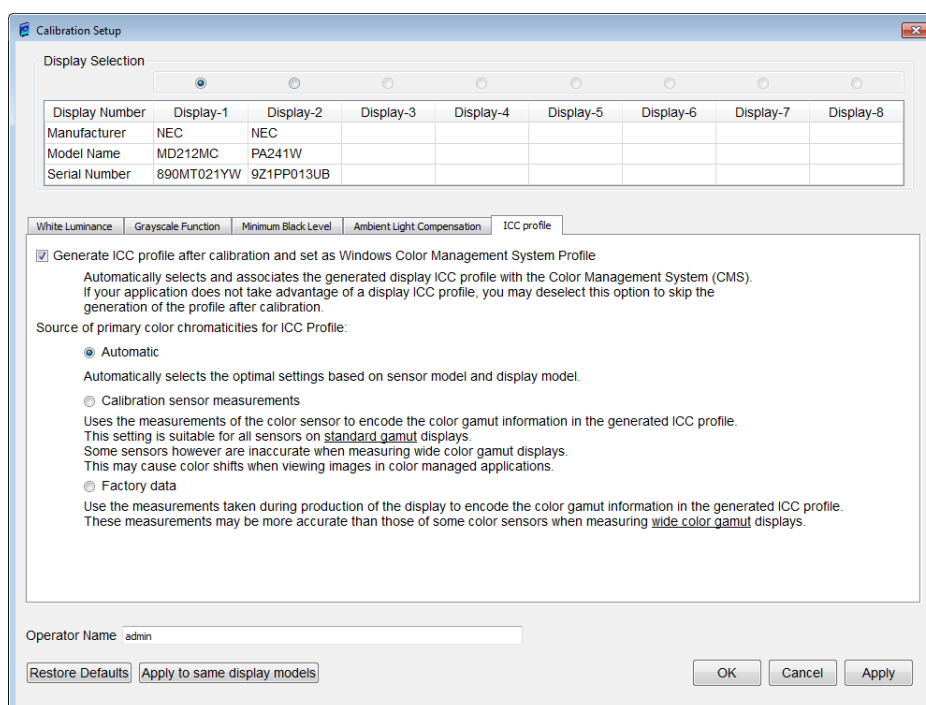 Calibration Setup
Display Selection
Display Number Display-1 Display-2 Display-3 Display-4 Display-5 Display-6 Display-7 Display-8
Manufacturer NEC NEC
Model Name MD212MC PA241W
Serial Number 890MT021YW 9Z1PP013UB
White Luminance Grayscale Function Minimum Black Level Ambient Light Compensation ICC profile
Generate ICC profile after calibration and set as Windows Color Management System Profile
Automatically selects and associates the generated display ICC profile with the Color Management System (CMS).
If your application does not take advantage of a display ICC profile, you may deselect this option to skip the
generation of the profile after calibration.
Source of primary color chromaticities for ICC Profile:
Automatic
Automatically selects the optimal settings based on sensor model and display model.
Calibration sensor measurements
Uses the measurements of the color sensor to encode the color gamut information in the generated ICC profile.
This setting is suitable for all sensors on standard gamut displays.
Some sensors however are inaccurate when measuring wide color gamut displays.
This may cause color shifts when viewing images in color managed applications.
Factory data
Use the measurements taken during production of the display to encode the color gamut information in the generated ICC profile.
These measurements may be more accurate than those of some color sensors when measuring wide color gamut displays.
Operator Name admin
Restore Defaults Apply to same display models OK Cancel Apply